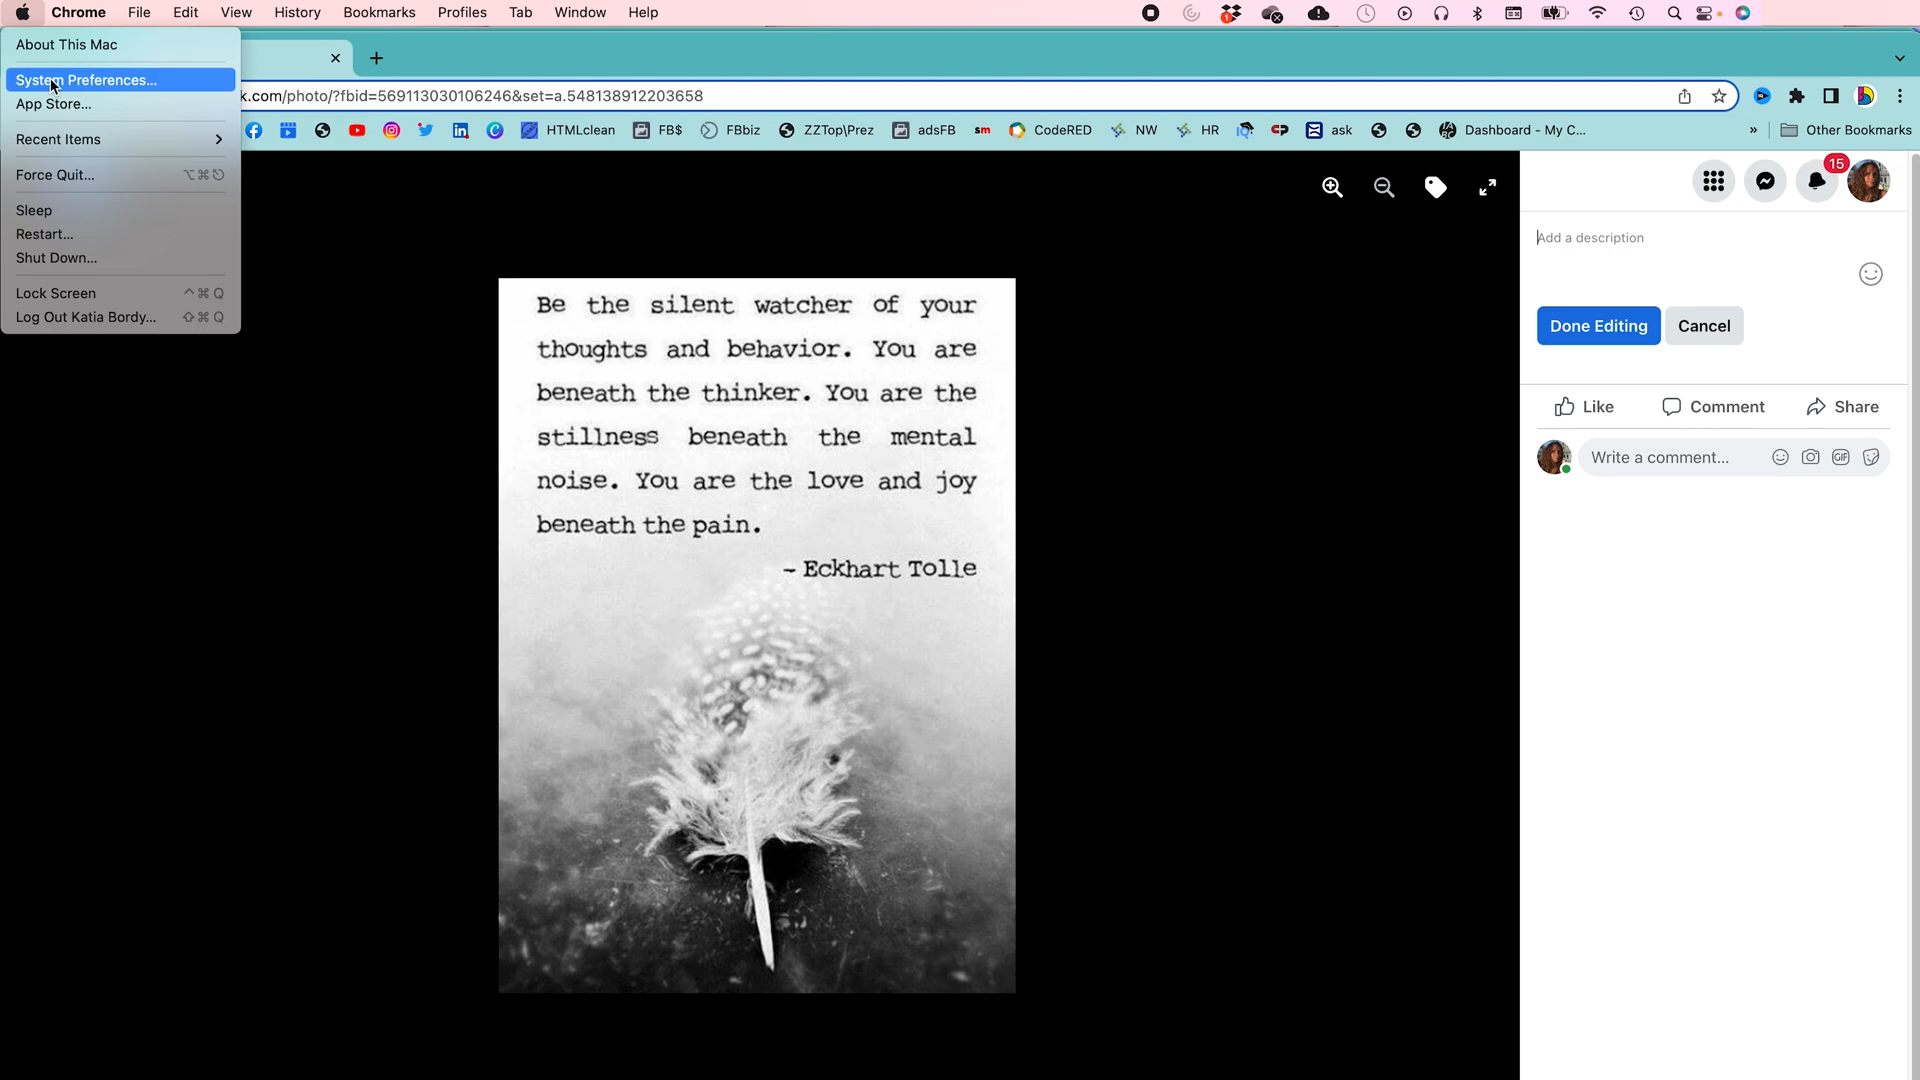 Chrome File Edit View History Bookmarks Profiles Tab Window Help
About This Mac
System Preferences...
App Store...
Recent Items
Force Quit... ⌥⌘⎋
Sleep
Restart...
Shut Down...
Lock Screen ^⌘Q
Log Out Katia Bordy... ⇧⌘Q
k.com/photo/?fbid=569113030106246&set=a.548138912203658
HTMLclean FB$ FBbiz ZZTop\Prez adsFB sm CodeRED NW HR IQ CP ask Dashboard - My C... » Other Bookmarks
15
Be the silent watcher of your
thoughts and behavior. You are
beneath the thinker. You are the
stillness beneath the mental
noise. You are the love and joy
beneath the pain.
~ Eckhart Tolle
Add a description
Done Editing Cancel
Like Comment Share
Write a comment... GIF